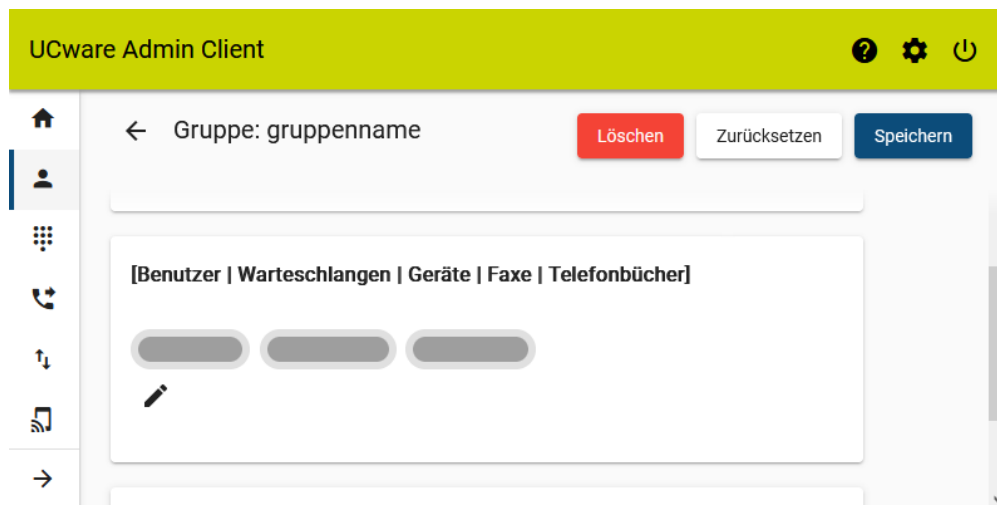 UCware Admin Client
Gruppe: gruppenname
Löschen
Zurücksetzen
Speichern
[Benutzer | Warteschlangen | Geräte | Faxe | Telefonbücher]